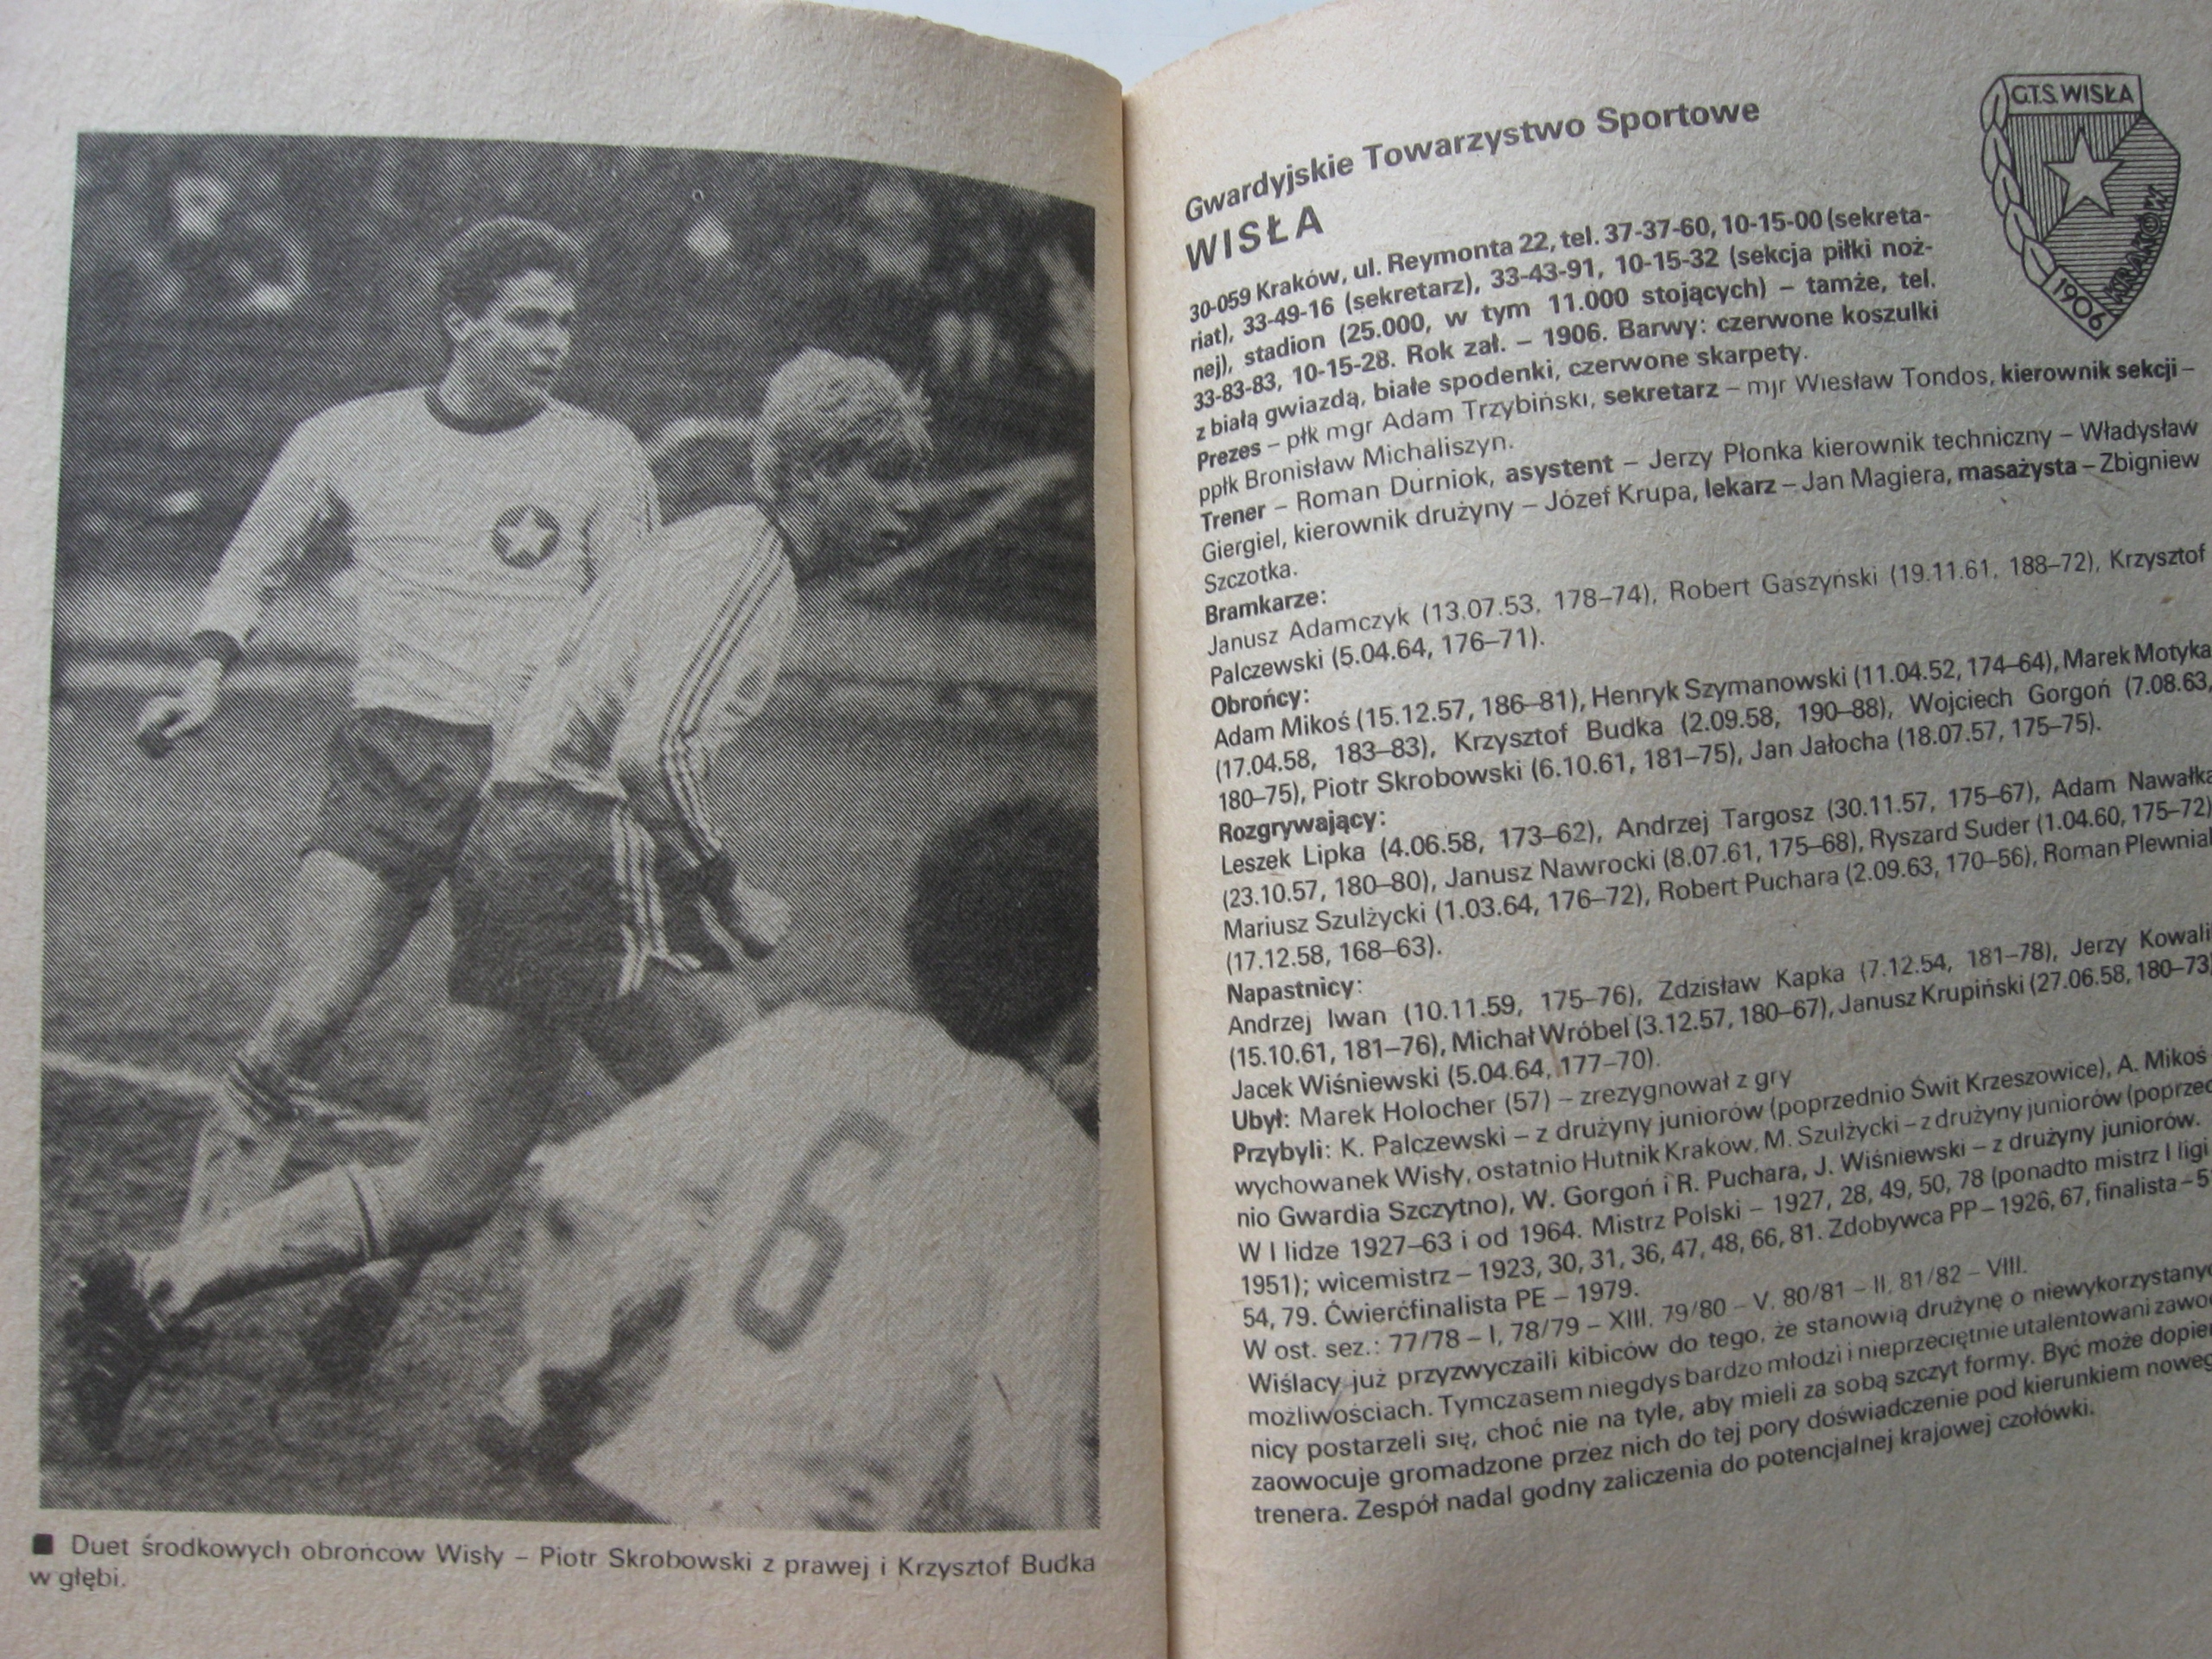 ■ Duet środkowych obrońców Wisły – Piotr Skrobowski z prawej i Krzysztof Budka
w głębi.
G.T.S. WISŁA
KRAKÓW
1906
Gwardyjskie Towarzystwo Sportowe
WISŁA
30-059 Kraków, ul. Reymonta 22, tel. 37-37-60, 10-15-00 (sekreta-
riat), 33-49-16 (sekretarz), 33-43-91, 10-15-32 (sekcja piłki noż-
nej), stadion (25.000, w tym 11.000 stojących) – tamże, tel.
33-83-83, 10-15-28. Rok zał. – 1906. Barwy: czerwone koszulki
z białą gwiazdą, białe spodenki, czerwone skarpety.
Prezes – płk mgr Adam Trzybiński, sekretarz – mjr Wiesław Tondos, kierownik sekcji –
ppłk Bronisław Michaliszyn.
Trener – Roman Durniok, asystent – Jerzy Płonka kierownik techniczny – Władysław
Giergiel, kierownik drużyny – Józef Krupa, lekarz – Jan Magiera, masażysta – Zbigniew
Szczotka.
Bramkarze:
Janusz Adamczyk (13.07.53, 178–74), Robert Gaszyński (19.11.61, 188–72), Krzysztof
Palczewski (5.04.64, 176–71).
Obrońcy:
Adam Mikoś (15.12.57, 186–81), Henryk Szymanowski (11.04.52, 174–64), Marek Motyka
(17.04.58, 183–83), Krzysztof Budka (2.09.58, 190–88), Wojciech Gorgoń (7.08.63,
180–75), Piotr Skrobowski (6.10.61, 181–75), Jan Jałocha (18.07.57, 175–75).
Rozgrywający:
Leszek Lipka (4.06.58, 173–62), Andrzej Targosz (30.11.57, 175–67), Adam Nawałka
(23.10.57, 180–80), Janusz Nawrocki (8.07.61, 175–68), Ryszard Suder (1.04.60, 175–72)
Mariusz Szulżycki (1.03.64, 176–72), Robert Puchara (2.09.63, 170–56), Roman Plewnia
(17.12.58, 168–63).
Napastnicy:
Andrzej Iwan (10.11.59, 175–76), Zdzisław Kapka (7.12.54, 181–78), Jerzy Kowali
(15.10.61, 181–76), Michał Wróbel (3.12.57, 180–67), Janusz Krupiński (27.06.58, 180–73)
Jacek Wiśniewski (5.04.64, 177–70).
Ubył: Marek Holocher (57) – zrezygnował z gry
Przybyli: K. Palczewski – z drużyny juniorów (poprzednio Świt Krzeszowice), A. Mikoś
wychowanek Wisły, ostatnio Hutnik Kraków, M. Szulżycki – z drużyny juniorów (poprzed
nio Gwardia Szczytno), W. Gorgoń i R. Puchara, J. Wiśniewski – z drużyny juniorów.
W I lidze 1927–63 i od 1964. Mistrz Polski – 1927, 28, 49, 50, 78 (ponadto mistrz I ligi
1951); wicemistrz – 1923, 30, 31, 36, 47, 48, 66, 81. Zdobywca PP – 1926, 67, finalista – 5
54, 79. Ćwierćfinalista PE – 1979.
W ost. sez.: 77/78 – I, 78/79 – XIII, 79/80 – V, 80/81 – II, 81/82 – VIII.
Wiślacy już przyzwyczaili kibiców do tego, że stanowią drużynę o niewykorzystany
możliwościach. Tymczasem niegdyś bardzo młodzi i nieprzeciętnie utalentowani zawo
nicy postarzeli się, choć nie na tyle, aby mieli za sobą szczyt formy. Być może dopie
zaowocuje gromadzone przez nich do tej pory doświadczenie pod kierunkiem noweg
trenera. Zespół nadal godny zaliczenia do potencjalnej krajowej czołówki.
6